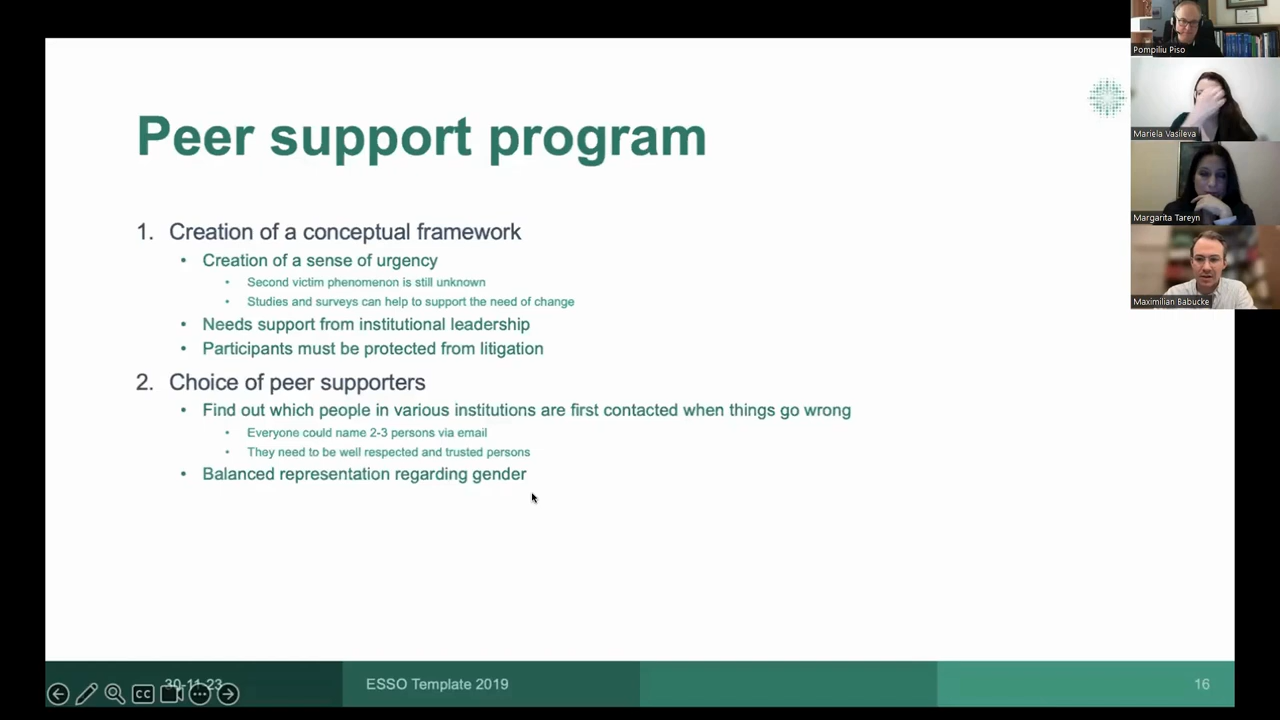 Peer support program
1. Creation of a conceptual framework
• Creation of a sense of urgency
• Second victim phenomenon is still unknown
• Studies and surveys can help to support the need of change
• Needs support from institutional leadership
• Participants must be protected from litigation
2. Choice of peer supporters
• Find out which people in various institutions are first contacted when things go wrong
• Everyone could name 2-3 persons via email
• They need to be well respected and trusted persons
• Balanced representation regarding gender
30-11-23
ESSO Template 2019
16
CC
Pompiliu Piso
Mariela Vasileva
Margarita Tareyn
Maximilian Babucke